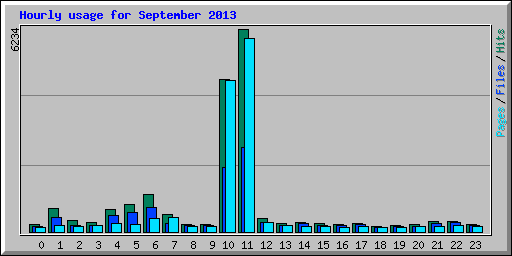 Hourly usage for September 2013
6234
Pages/Files/Hits
0 1 2 3 4 5 6 7 8 9 10 11 12 13 14 15 16 17 18 19 20 21 22 23